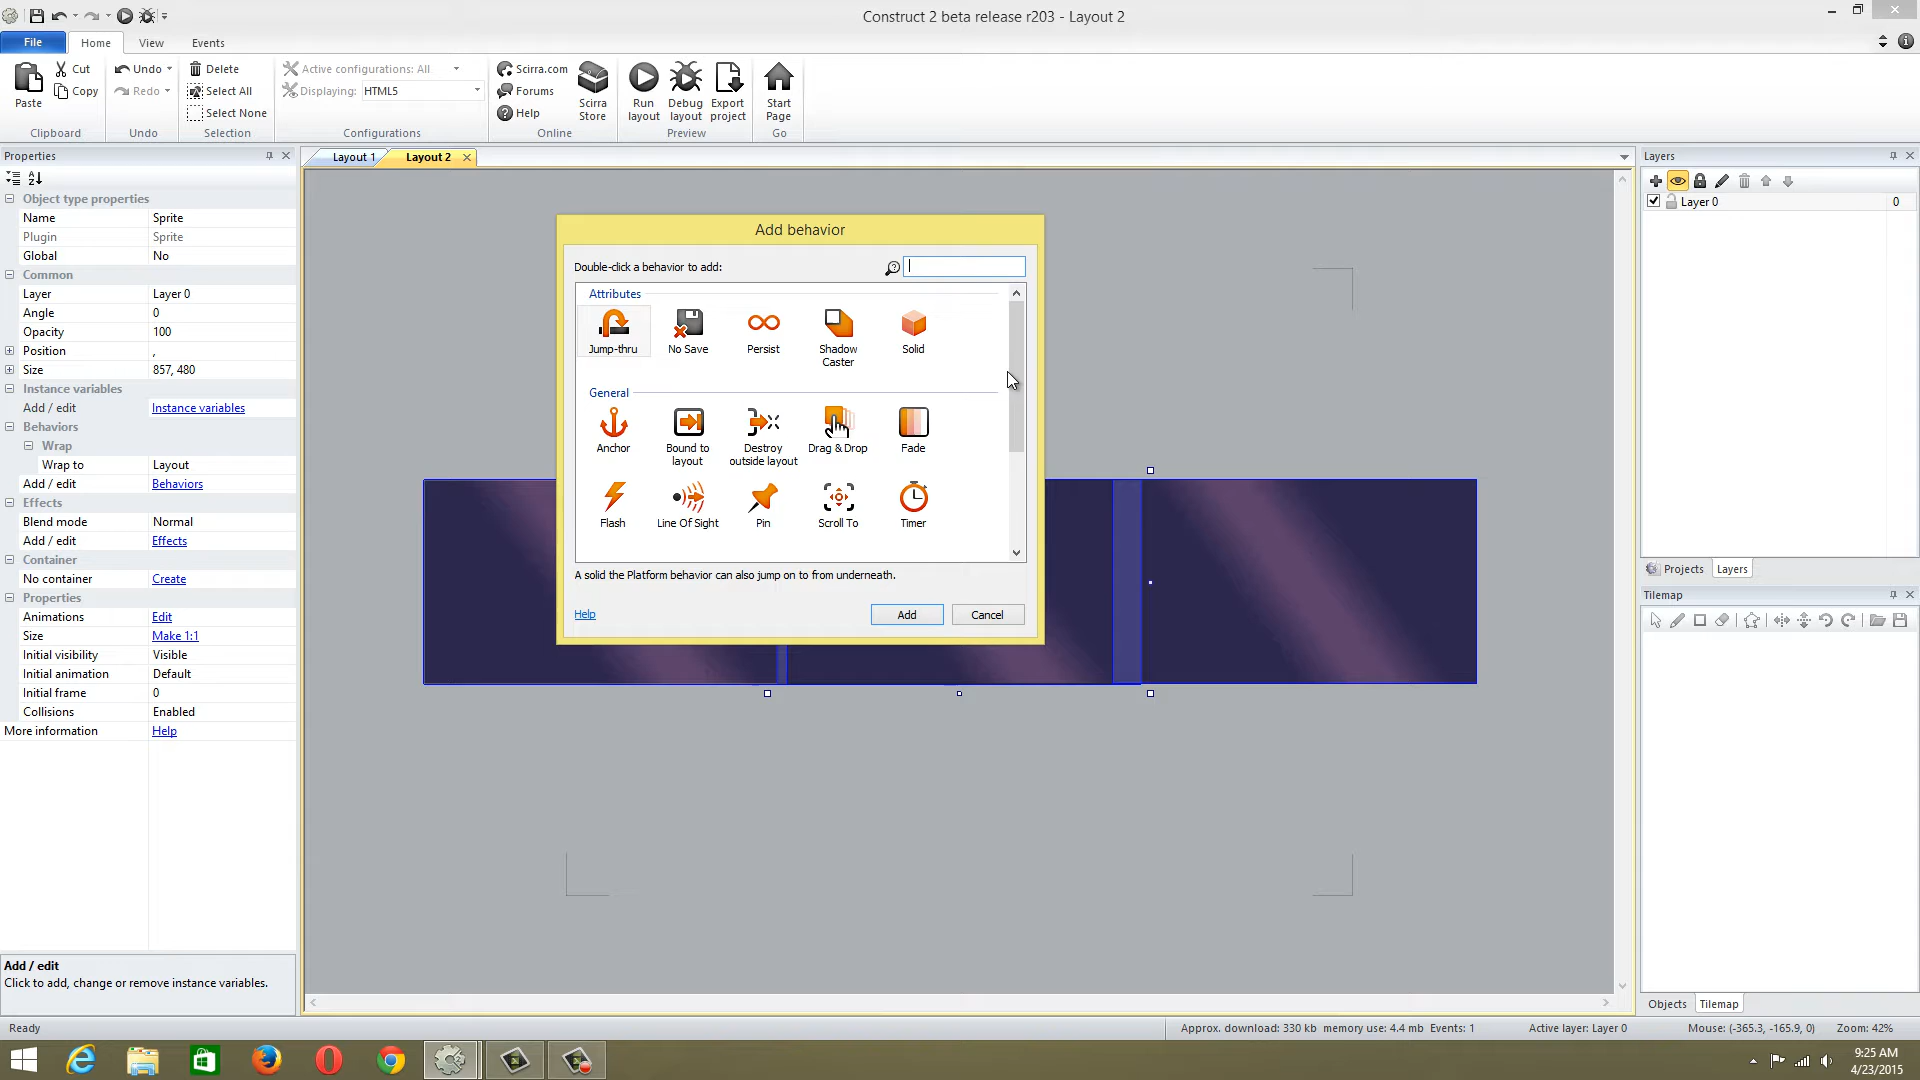 Construct 2 beta release r203 - Layout 2
File
Home
View
Events
Paste
Cut
Copy
Clipboard
Undo
Redo
Undo
Delete
Select All
Select None
Selection
Active configurations: All
Displaying: HTML5
Configurations
Scirra.com
Forums
Help
Scirra Store
Online
Run layout
Debug layout
Export project
Preview
Start Page
Go
Properties
Object type properties
Name Sprite
Plugin Sprite
Global No
Common
Layer Layer 0
Angle 0
Opacity 100
Position ,
Size 857, 480
Instance variables
Add / edit Instance variables
Behaviors
Wrap
Wrap to Layout
Add / edit Behaviors
Effects
Blend mode Normal
Add / edit Effects
Container
No container Create
Properties
Animations Edit
Size Make 1:1
Initial visibility Visible
Initial animation Default
Initial frame 0
Collisions Enabled
More information Help
Add / edit
Click to add, change or remove instance variables.
Layout 1
Layout 2
Add behavior
Double-click a behavior to add:
Attributes
Jump-thru
No Save
Persist
Shadow Caster
Solid
General
Anchor
Bound to layout
Destroy outside layout
Drag & Drop
Fade
Flash
Line Of Sight
Pin
Scroll To
Timer
A solid the Platform behavior can also jump on to from underneath.
Help
Add
Cancel
Layers
Layer 0 0
Projects
Layers
Tilemap
Objects
Tilemap
Ready
Approx. download: 330 kb memory use: 4.4 mb Events: 1
Active layer: Layer 0
Mouse: (-365.3, -165.9, 0)
Zoom: 42%
9:25 AM
4/23/2015